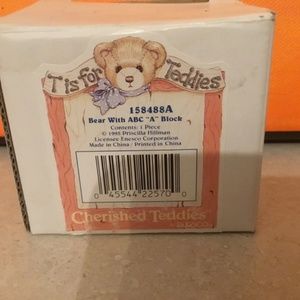 T is for Teddies
158488A
Bear With ABC "A" Block
Contents: 1 Piece
© 1995 Priscilla Hillman
Licensee Enesco Corporation
Made in China / Printed in China
0 45544 22570 0
Cherished Teddies